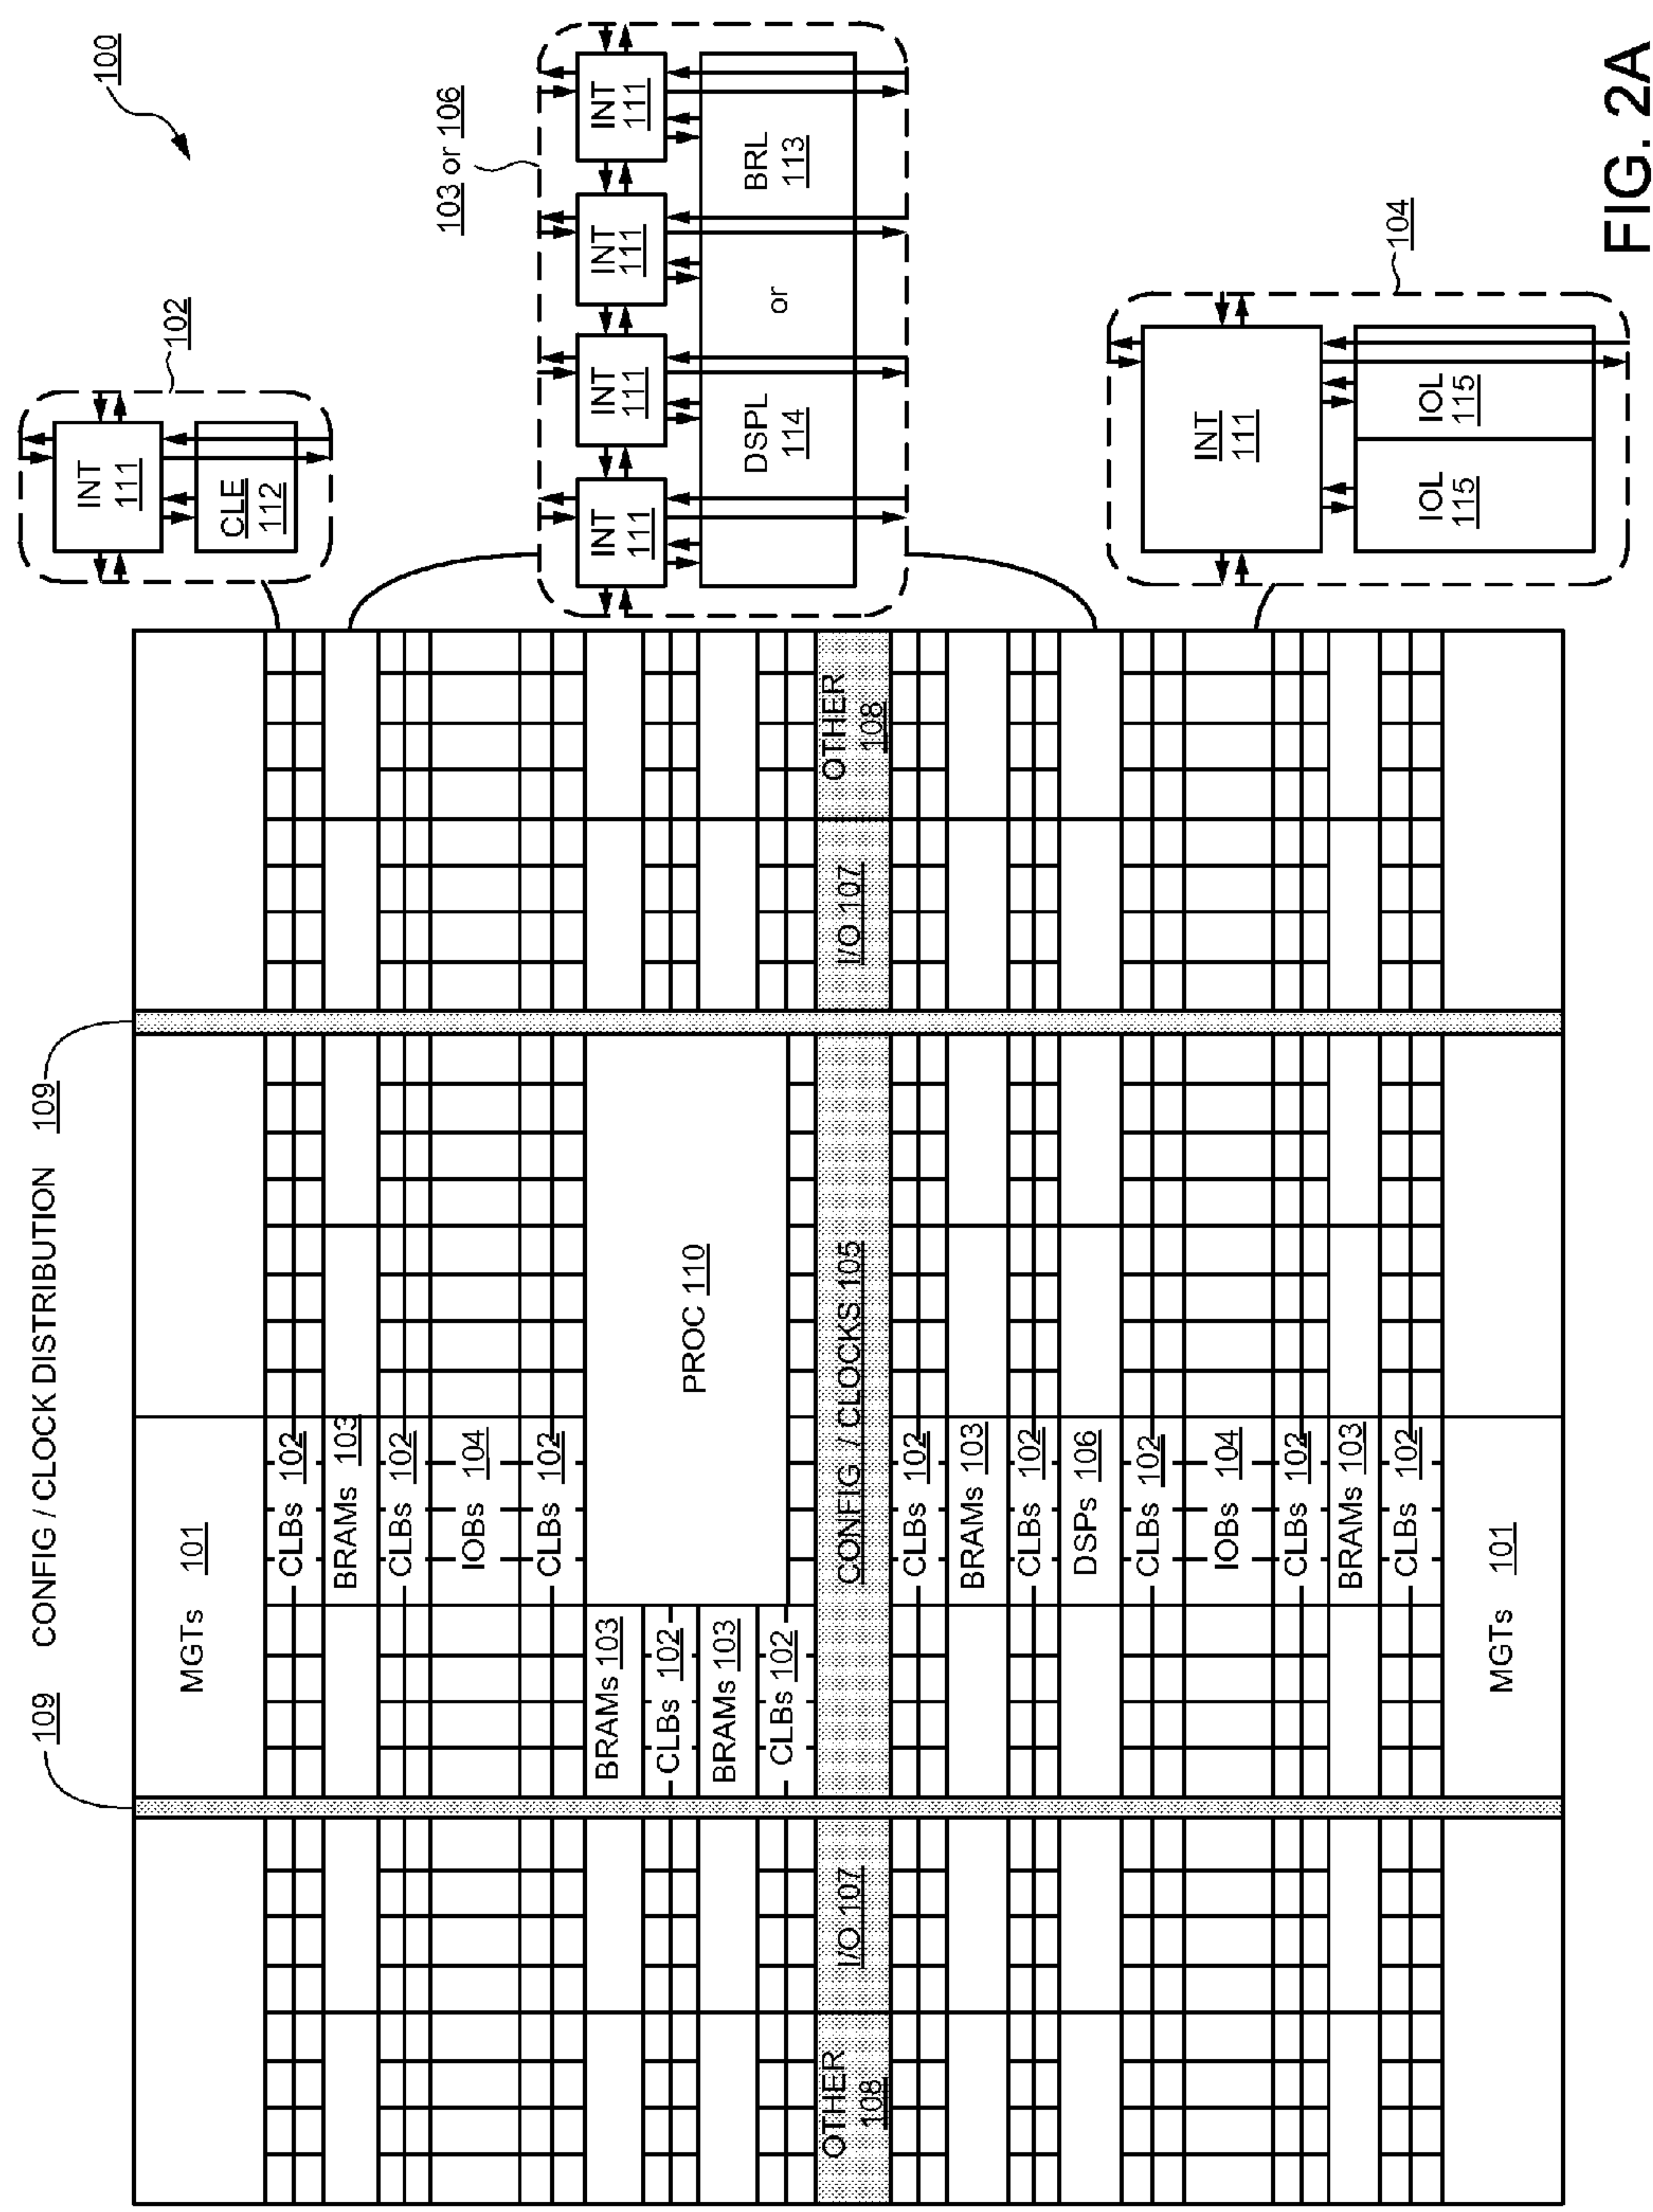 109 CONFIG / CLOCK DISTRIBUTION 109
100
MGTs 101
CLBs 102
BRAMs 103
CLBs 102
IOBs 104
CLBs 102
BRAMs 103
CLBs 102
BRAMs 103
CLBs 102
PROC 110
OTHER
108
I/O 107
CONFIG / CLOCKS 105
I/O 107
OTHER
108
CLBs 102
BRAMs 103
CLBs 102
DSPs 106
CLBs 102
IOBs 104
CLBs 102
BRAMs 103
CLBs 102
MGTs 101
102
INT
111
CLE
112
103 or 106
INT
111
INT
111
INT
111
INT
111
DSPL
114
or
BRL
113
104
INT
111
IOL
115
IOL
115
FIG. 2A